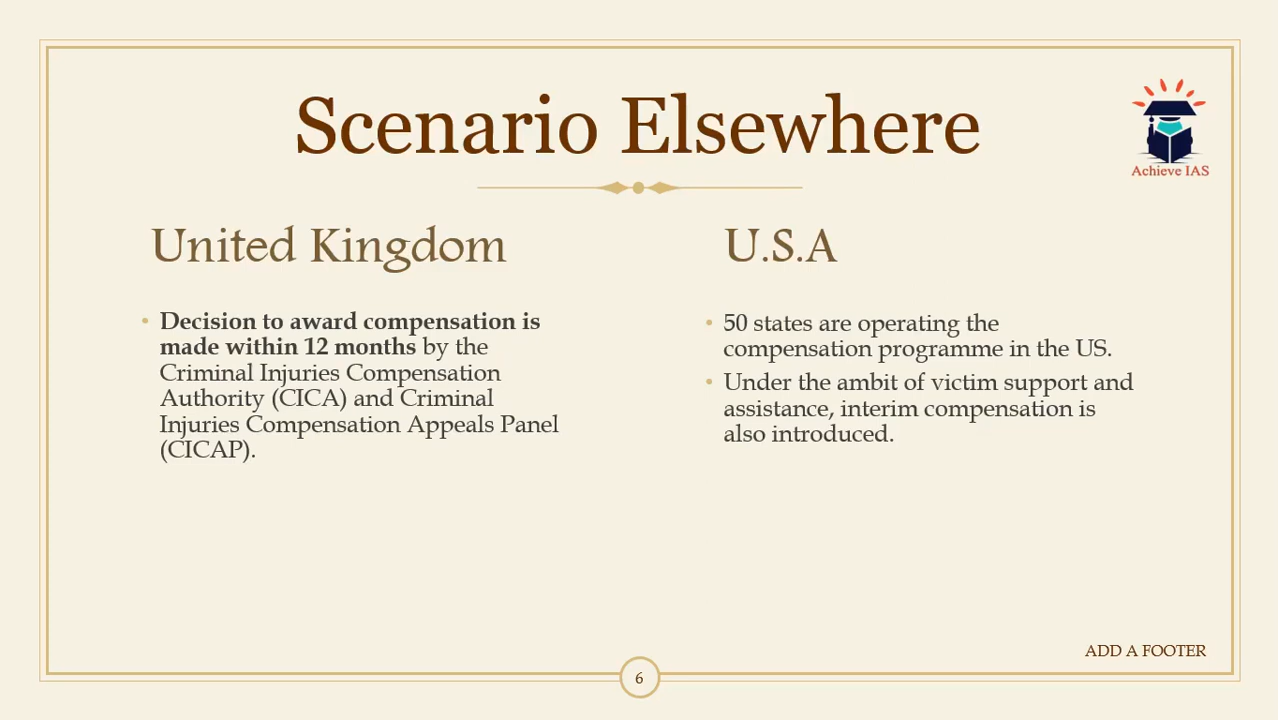 Scenario Elsewhere
Achieve IAS
United Kingdom
• Decision to award compensation is
made within 12 months by the
Criminal Injuries Compensation
Authority (CICA) and Criminal
Injuries Compensation Appeals Panel
(CICAP).
U.S.A
• 50 states are operating the
compensation programme in the US.
• Under the ambit of victim support and
assistance, interim compensation is
also introduced.
ADD A FOOTER
6